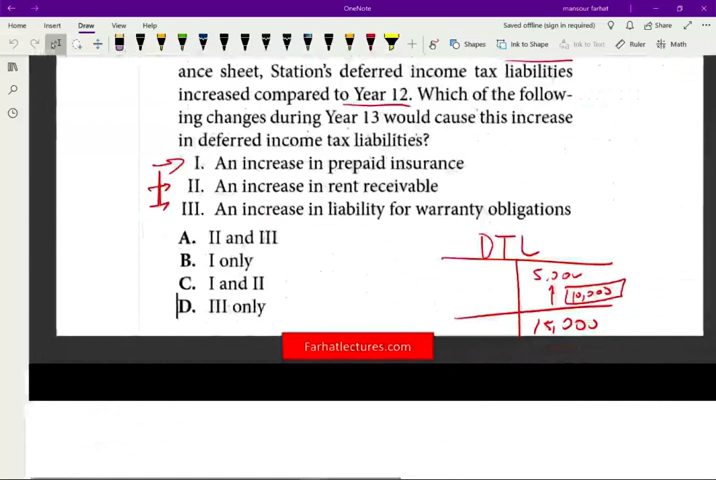 OneNote
mansour farhat
Home Insert Draw View Help
Saved offline (sign in required)
Share
Shapes Ink to Shape Ink to Text Ruler Math
ance sheet, Station's deferred income tax liabilities
increased compared to Year 12. Which of the follow-
ing changes during Year 13 would cause this increase
in deferred income tax liabilities?
I. An increase in prepaid insurance
II. An increase in rent receivable
III. An increase in liability for warranty obligations
A. II and III
B. I only
C. I and II
D. III only
DTL
5,000
10,000
15,000
Farhatlectures.com